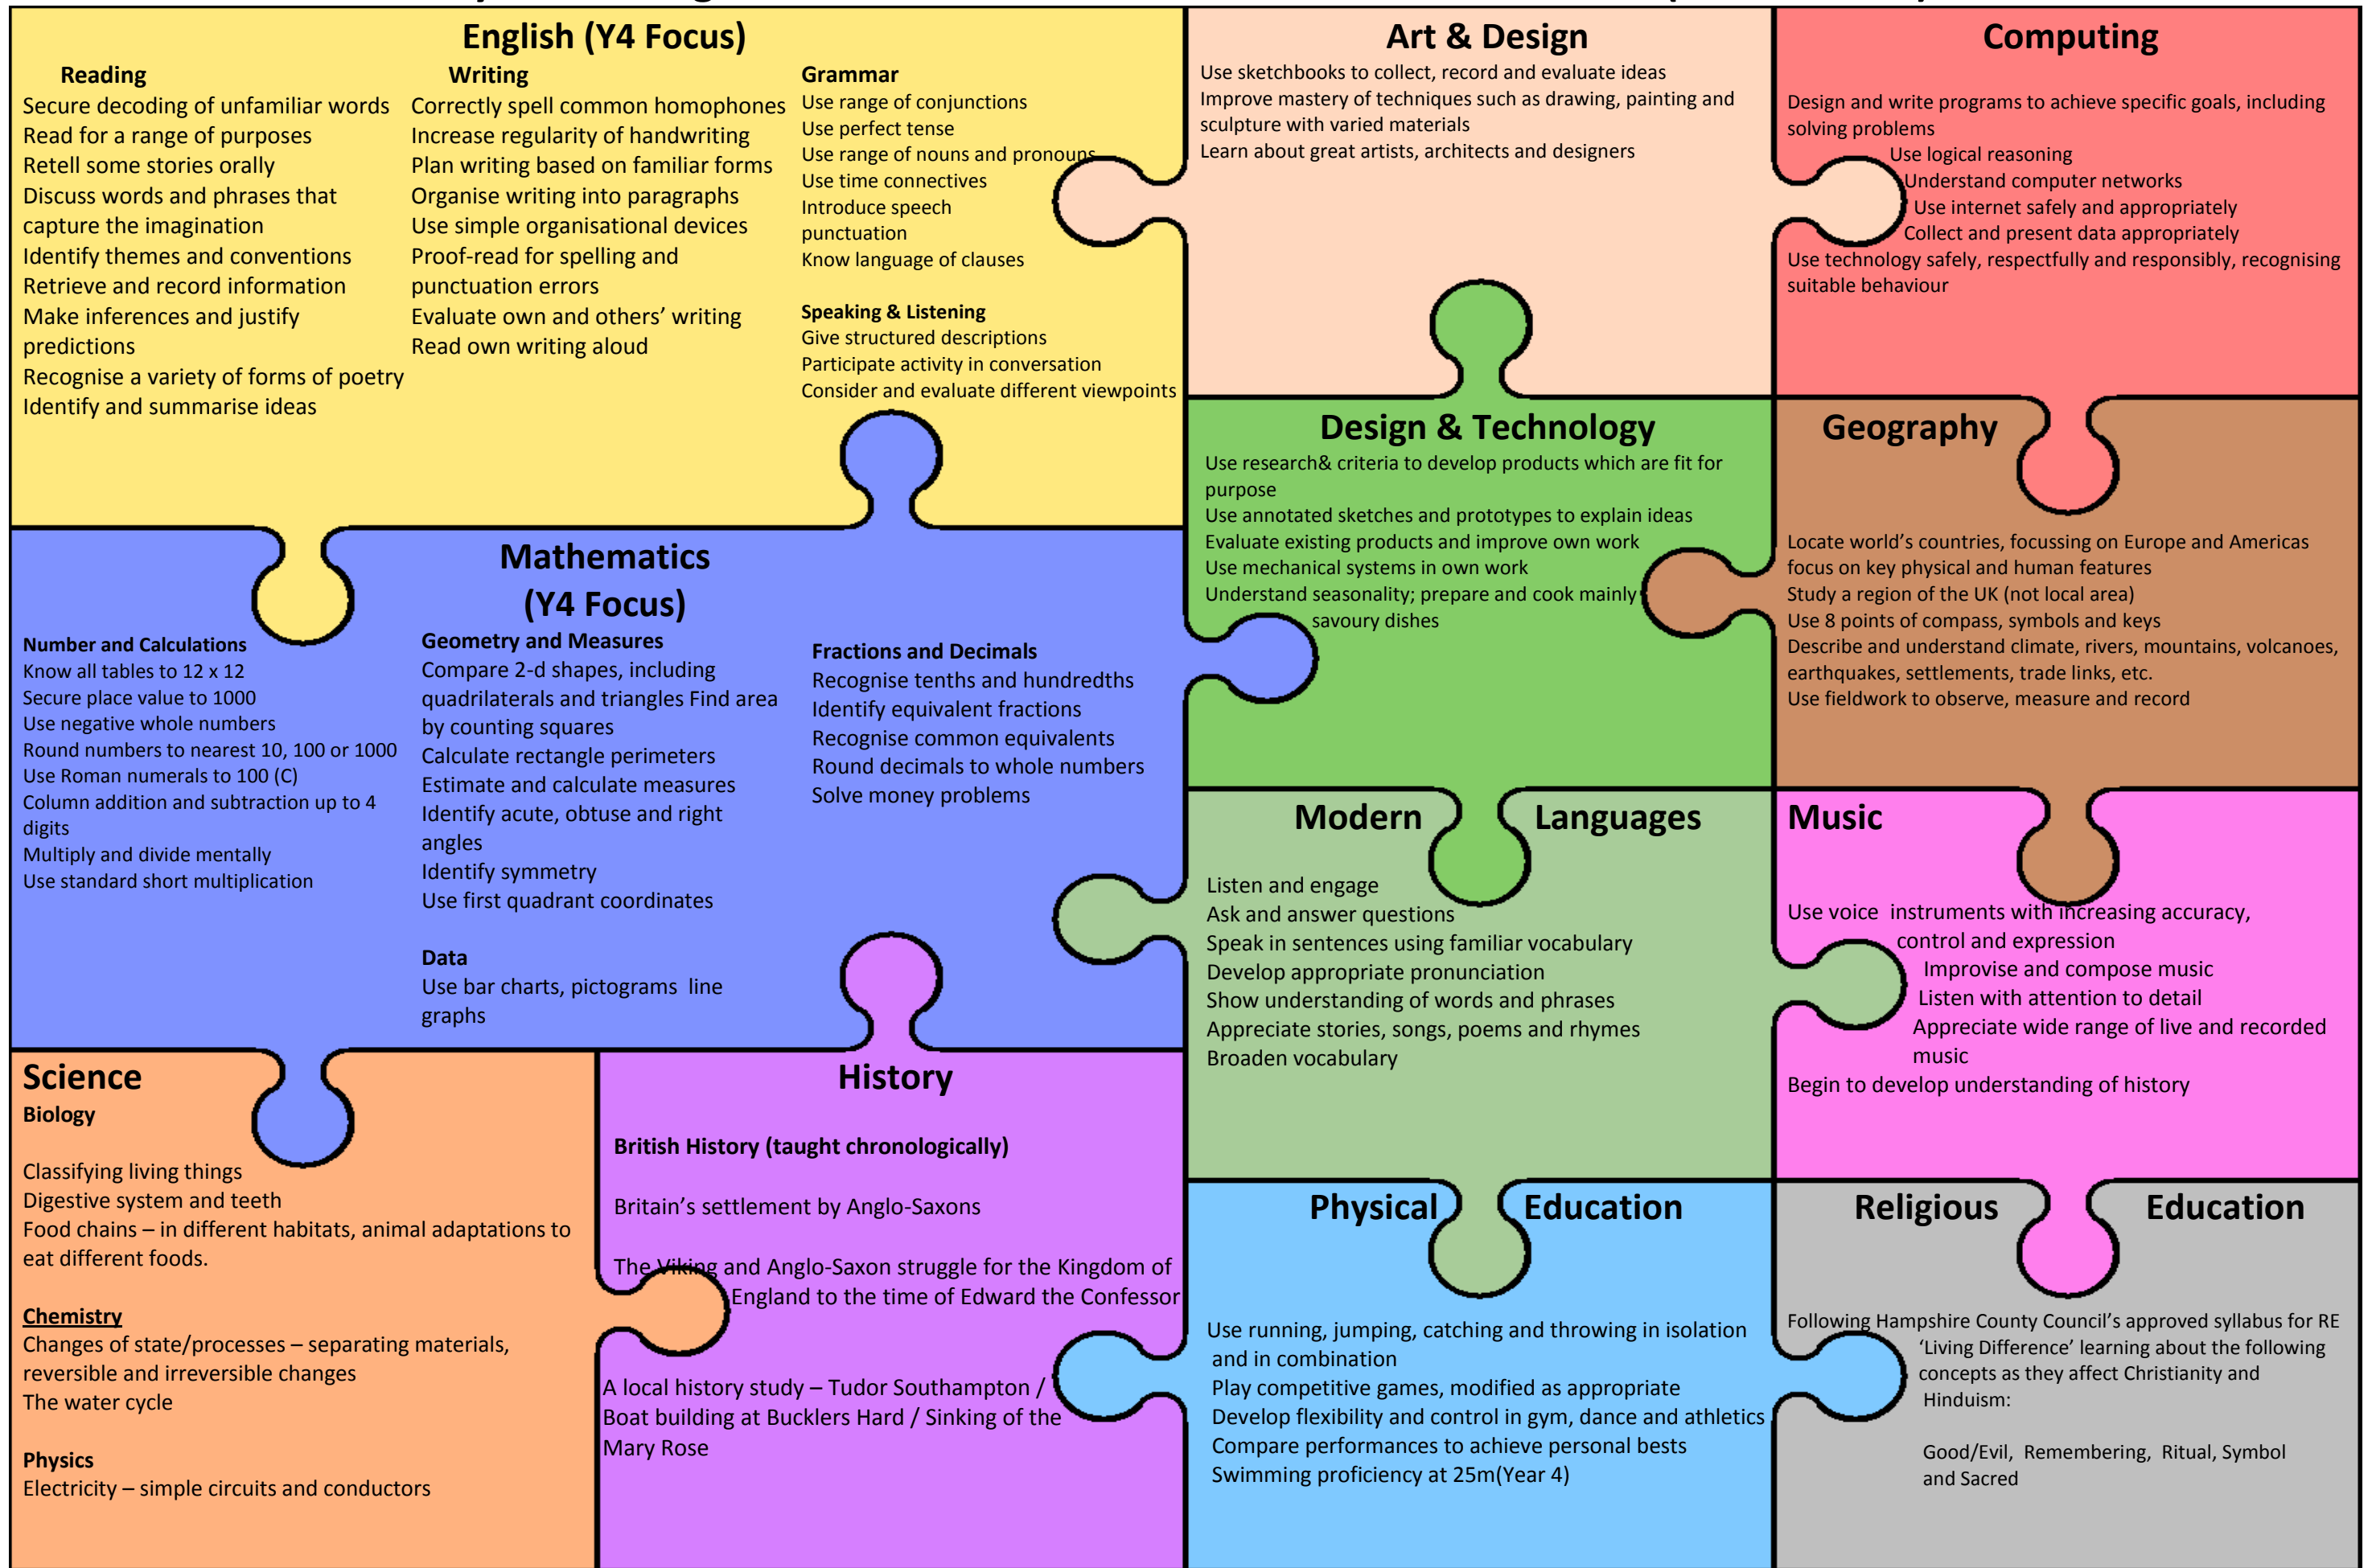 English (Y4 Focus)
Reading
Secure decoding of unfamiliar words
Read for a range of purposes
Retell some stories orally
Discuss words and phrases that
capture the imagination
Identify themes and conventions
Retrieve and record information
Make inferences and justify
predictions
Recognise a variety of forms of poetry
Identify and summarise ideas
Writing
Correctly spell common homophones
Increase regularity of handwriting
Plan writing based on familiar forms
Organise writing into paragraphs
Use simple organisational devices
Proof-read for spelling and
punctuation errors
Evaluate own and others’ writing
Read own writing aloud
Grammar
Use range of conjunctions
Use perfect tense
Use range of nouns and pronouns
Use time connectives
Introduce speech
punctuation
Know language of clauses
Speaking & Listening
Give structured descriptions
Participate activity in conversation
Consider and evaluate different viewpoints
Art & Design
Use sketchbooks to collect, record and evaluate ideas
Improve mastery of techniques such as drawing, painting and
sculpture with varied materials
Learn about great artists, architects and designers
Computing
Design and write programs to achieve specific goals, including
solving problems
Use logical reasoning
Understand computer networks
Use internet safely and appropriately
Collect and present data appropriately
Use technology safely, respectfully and responsibly, recognising
suitable behaviour
Mathematics
(Y4 Focus)
Number and Calculations
Know all tables to 12 x 12
Secure place value to 1000
Use negative whole numbers
Round numbers to nearest 10, 100 or 1000
Use Roman numerals to 100 (C)
Column addition and subtraction up to 4
digits
Multiply and divide mentally
Use standard short multiplication
Geometry and Measures
Compare 2-d shapes, including
quadrilaterals and triangles Find area
by counting squares
Calculate rectangle perimeters
Estimate and calculate measures
Identify acute, obtuse and right
angles
Identify symmetry
Use first quadrant coordinates
Data
Use bar charts, pictograms  line
graphs
Fractions and Decimals
Recognise tenths and hundredths
Identify equivalent fractions
Recognise common equivalents
Round decimals to whole numbers
Solve money problems
Design & Technology
Use research& criteria to develop products which are fit for
purpose
Use annotated sketches and prototypes to explain ideas
Evaluate existing products and improve own work
Use mechanical systems in own work
Understand seasonality; prepare and cook mainly
savoury dishes
Geography
Locate world’s countries, focussing on Europe and Americas
focus on key physical and human features
Study a region of the UK (not local area)
Use 8 points of compass, symbols and keys
Describe and understand climate, rivers, mountains, volcanoes,
earthquakes, settlements, trade links, etc.
Use fieldwork to observe, measure and record
Modern Languages
Listen and engage
Ask and answer questions
Speak in sentences using familiar vocabulary
Develop appropriate pronunciation
Show understanding of words and phrases
Appreciate stories, songs, poems and rhymes
Broaden vocabulary
Music
Use voice  instruments with increasing accuracy,
control and expression
Improvise and compose music
Listen with attention to detail
Appreciate wide range of live and recorded
music
Begin to develop understanding of history
Science
Biology
Classifying living things
Digestive system and teeth
Food chains – in different habitats, animal adaptations to
eat different foods.
Chemistry
Changes of state/processes – separating materials,
reversible and irreversible changes
The water cycle
Physics
Electricity – simple circuits and conductors
History
British History (taught chronologically)
Britain’s settlement by Anglo-Saxons
The Viking and Anglo-Saxon struggle for the Kingdom of
England to the time of Edward the Confessor
A local history study – Tudor Southampton /
Boat building at Bucklers Hard / Sinking of the
Mary Rose
Physical Education
Use running, jumping, catching and throwing in isolation
and in combination
Play competitive games, modified as appropriate
Develop flexibility and control in gym, dance and athletics
Compare performances to achieve personal bests
Swimming proficiency at 25m(Year 4)
Religious Education
Following Hampshire County Council’s approved syllabus for RE
‘Living Difference’ learning about the following
concepts as they affect Christianity and
Hinduism:
Good/Evil,  Remembering,  Ritual, Symbol
and Sacred